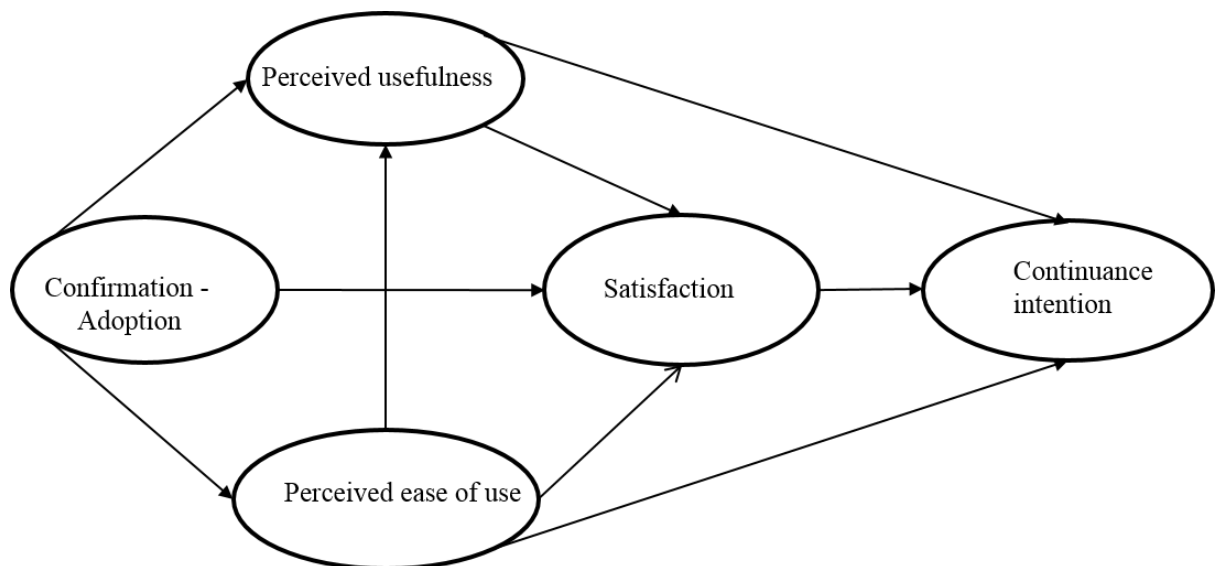 Perceived usefulness
Confirmation -
Adoption
Satisfaction
Continuance
intention
Perceived ease of use